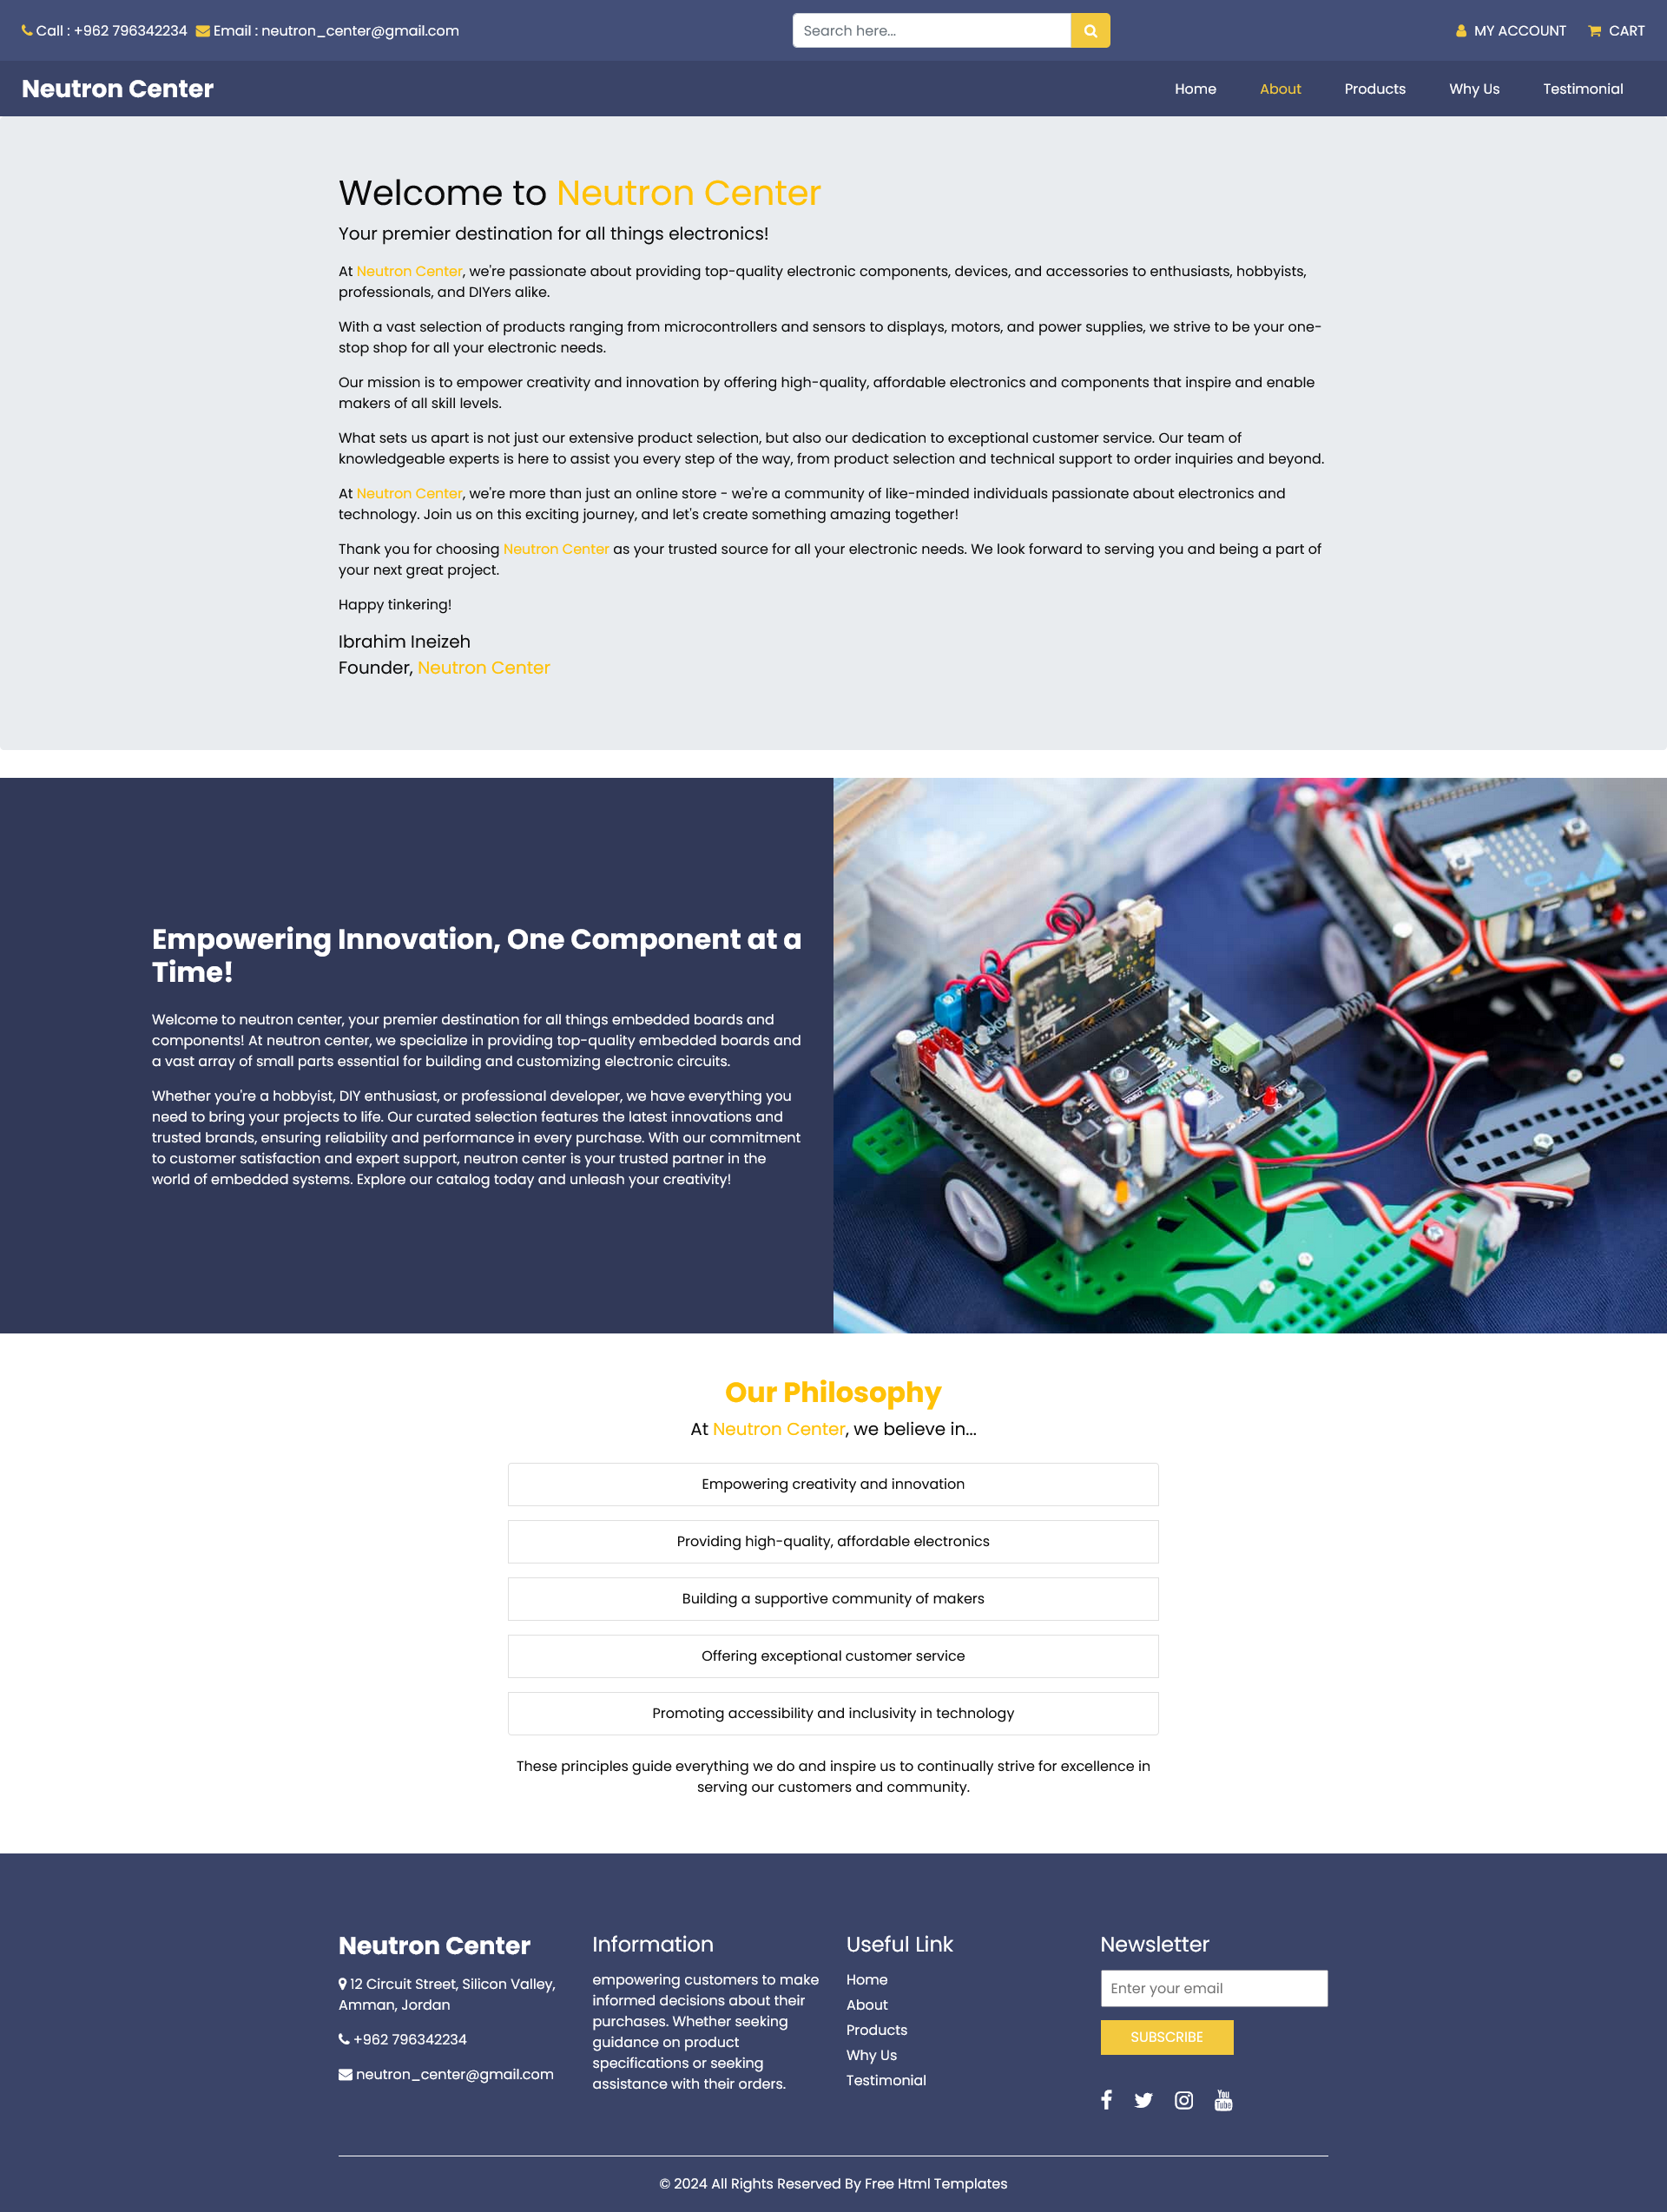 Call : +962 796342234 Email : neutron_center@gmail.com
Search here...
MY ACCOUNT CART
Neutron Center
Home About Products Why Us Testimonial
Welcome to Neutron Center
Your premier destination for all things electronics!
At Neutron Center, we're passionate about providing top-quality electronic components, devices, and accessories to enthusiasts, hobbyists,
professionals, and DIYers alike.
With a vast selection of products ranging from microcontrollers and sensors to displays, motors, and power supplies, we strive to be your one-
stop shop for all your electronic needs.
Our mission is to empower creativity and innovation by offering high-quality, affordable electronics and components that inspire and enable
makers of all skill levels.
What sets us apart is not just our extensive product selection, but also our dedication to exceptional customer service. Our team of
knowledgeable experts is here to assist you every step of the way, from product selection and technical support to order inquiries and beyond.
At Neutron Center, we're more than just an online store - we're a community of like-minded individuals passionate about electronics and
technology. Join us on this exciting journey, and let's create something amazing together!
Thank you for choosing Neutron Center as your trusted source for all your electronic needs. We look forward to serving you and being a part of
your next great project.
Happy tinkering!
Ibrahim Ineizeh
Founder, Neutron Center
Empowering Innovation, One Component at a
Time!
Welcome to neutron center, your premier destination for all things embedded boards and
components! At neutron center, we specialize in providing top-quality embedded boards and
a vast array of small parts essential for building and customizing electronic circuits.
Whether you're a hobbyist, DIY enthusiast, or professional developer, we have everything you
need to bring your projects to life. Our curated selection features the latest innovations and
trusted brands, ensuring reliability and performance in every purchase. With our commitment
to customer satisfaction and expert support, neutron center is your trusted partner in the
world of embedded systems. Explore our catalog today and unleash your creativity!
Our Philosophy
At Neutron Center, we believe in...
Empowering creativity and innovation
Providing high-quality, affordable electronics
Building a supportive community of makers
Offering exceptional customer service
Promoting accessibility and inclusivity in technology
These principles guide everything we do and inspire us to continually strive for excellence in
serving our customers and community.
Neutron Center
12 Circuit Street, Silicon Valley,
Amman, Jordan
+962 796342234
neutron_center@gmail.com
Information
empowering customers to make
informed decisions about their
purchases. Whether seeking
guidance on product
specifications or seeking
assistance with their orders.
Useful Link
Home
About
Products
Why Us
Testimonial
Newsletter
Enter your email
SUBSCRIBE
You
Tube
© 2024 All Rights Reserved By Free Html Templates